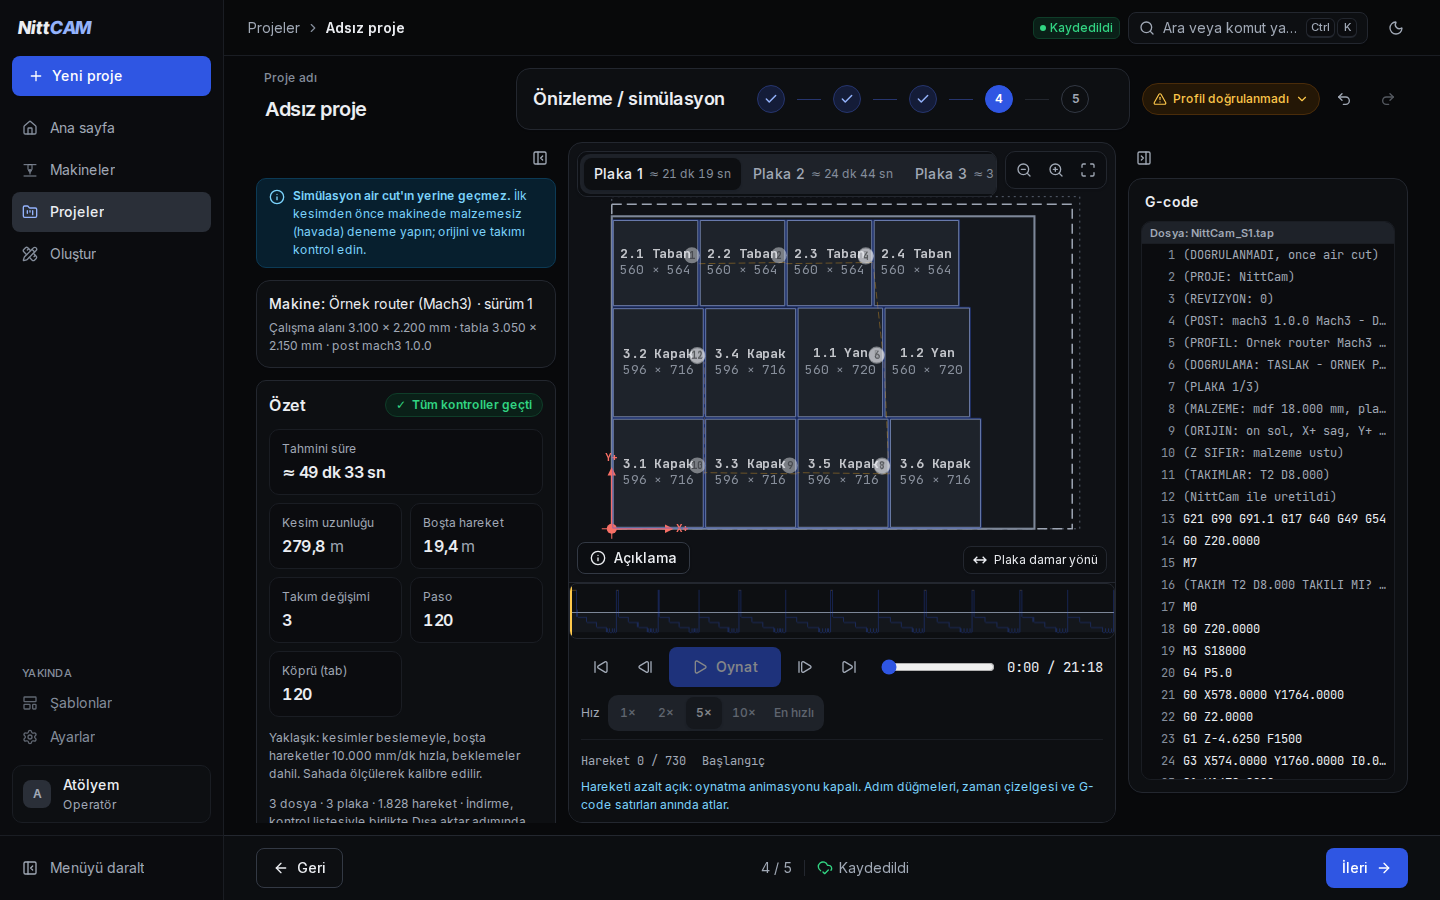 NittCAM
Yeni proje
Ana sayfa
Makineler
Projeler
Oluştur
YAKINDA
Şablonlar
Ayarlar
A
Atölyem
Operatör
Menüyü daralt
Projeler
Adsız proje
Kaydedildi
Ara veya komut ya…
Ctrl
K
Proje adı
Adsız proje
Önizleme / simülasyon
4
5
Profil doğrulanmadı
Simülasyon air cut'ın yerine geçmez. İlk
kesimden önce makinede malzemesiz
(havada) deneme yapın; orijini ve takımı
kontrol edin.
Makine: Örnek router (Mach3) · sürüm 1
Çalışma alanı 3.100 × 2.200 mm · tabla 3.050 ×
2.150 mm · post mach3 1.0.0
Özet
✓ Tüm kontroller geçti
Tahmini süre
≈ 49 dk 33 sn
Kesim uzunluğu
279,8 m
Boşta hareket
19,4 m
Takım değişimi
3
Paso
120
Köprü (tab)
120
Yaklaşık: kesimler beslemeyle, boşta
hareketler 10.000 mm/dk hızla, beklemeler
dahil. Sahada ölçülerek kalibre edilir.
3 dosya · 3 plaka · 1.828 hareket · İndirme,
kontrol listesiyle birlikte Dışa aktar adımında
Plaka 1 ≈ 21 dk 19 sn
Plaka 2 ≈ 24 dk 44 sn
Plaka 3 ≈ 3
2.1 Taban
560 × 564
2.2 Taban
560 × 564
2.3 Taban
560 × 564
2.4 Taban
560 × 564
3.2 Kapak
596 × 716
12
3.4 Kapak
596 × 716
1.1 Yan
560 × 720
6
1.2 Yan
560 × 720
3.1 Kapak
596 × 716
10
3.3 Kapak
596 × 716
9
3.5 Kapak
596 × 716
8
3.6 Kapak
596 × 716
Y+
X+
Açıklama
Plaka damar yönü
Oynat
0:00 / 21:18
Hız
1×
2×
5×
10×
En hızlı
Hareket 0 / 730 Başlangıç
Hareketi azalt açık: oynatma animasyonu kapalı. Adım düğmeleri, zaman çizelgesi ve G-
code satırları anında atlar.
G-code
Dosya: NittCam_S1.tap
1 (DOGRULANMADI, once air cut)
2 (PROJE: NittCam)
3 (REVIZYON: 0)
4 (POST: mach3 1.0.0 Mach3 - D…
5 (PROFIL: Ornek router Mach3 …
6 (DOGRULAMA: TASLAK - ORNEK P…
7 (PLAKA 1/3)
8 (MALZEME: mdf 18.000 mm, pla…
9 (ORIJIN: on sol, X+ sag, Y+ …
10 (Z SIFIR: malzeme ustu)
11 (TAKIMLAR: T2 D8.000)
12 (NittCam ile uretildi)
13 G21 G90 G91.1 G17 G40 G49 G54
14 G0 Z20.0000
15 M7
16 (TAKIM T2 D8.000 TAKILI MI? …
17 M0
18 G0 Z20.0000
19 M3 S18000
20 G4 P5.0
21 G0 X578.0000 Y1764.0000
22 G0 Z2.0000
23 G1 Z-4.6250 F1500
24 G3 X574.0000 Y1760.0000 I0.0…
Geri
4 / 5
Kaydedildi
İleri